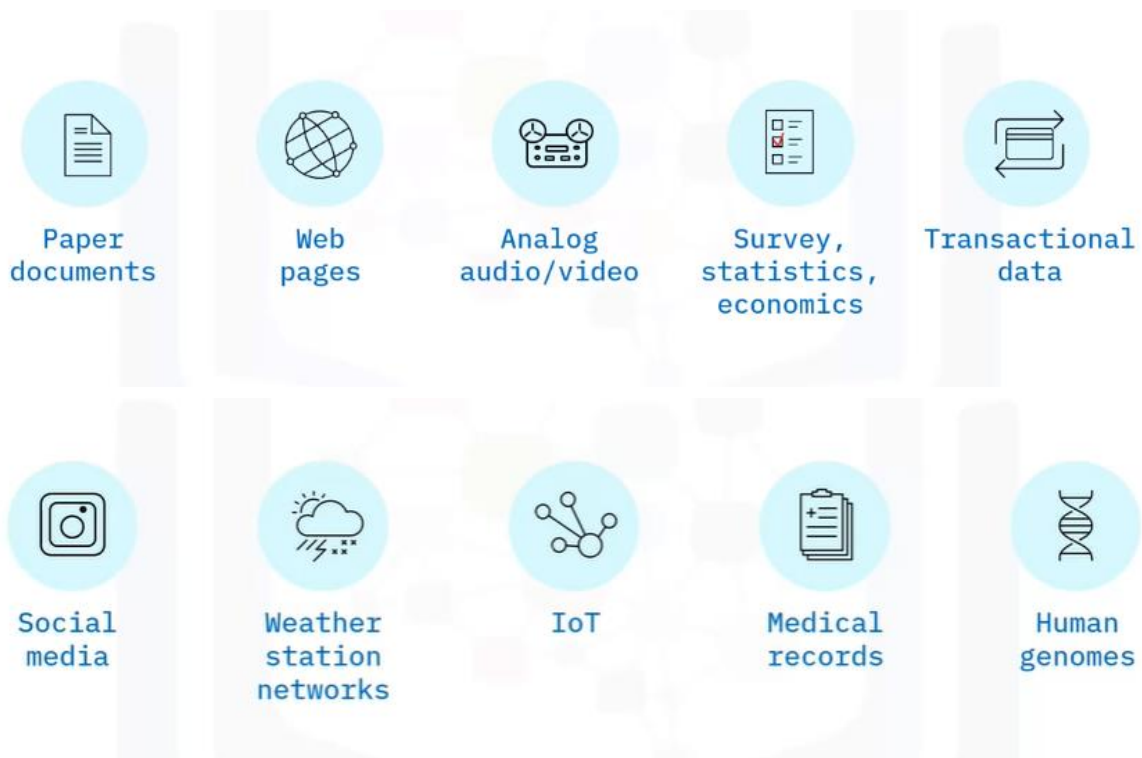 Paper
documents
Web
pages
Analog
audio/video
Survey,
statistics,
economics
Transactional
data
Social
media
Weather
station
networks
IoT
Medical
records
Human
genomes